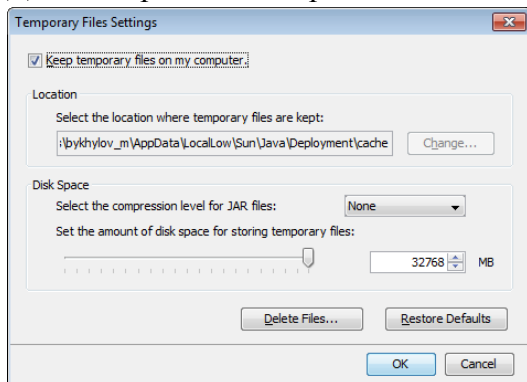 Temporary Files Settings
Keep temporary files on my computer.
Location
Select the location where temporary files are kept:
\bykhylov_m\AppData\LocalLow\Sun\Java\Deployment\cache
Change...
Disk Space
Select the compression level for JAR files:
None
Set the amount of disk space for storing temporary files:
32768
MB
Delete Files...
Restore Defaults
OK
Cancel